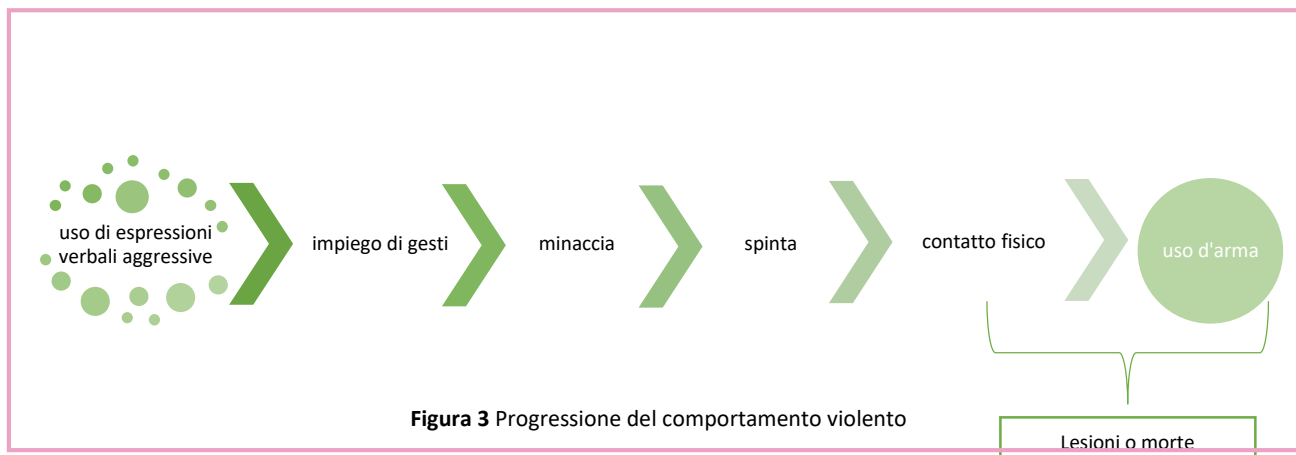 uso di espressioni
verbali aggressive
impiego di gesti
minaccia
spinta
contatto fisico
uso d'arma
Figura 3 Progressione del comportamento violento
Lesioni o morte